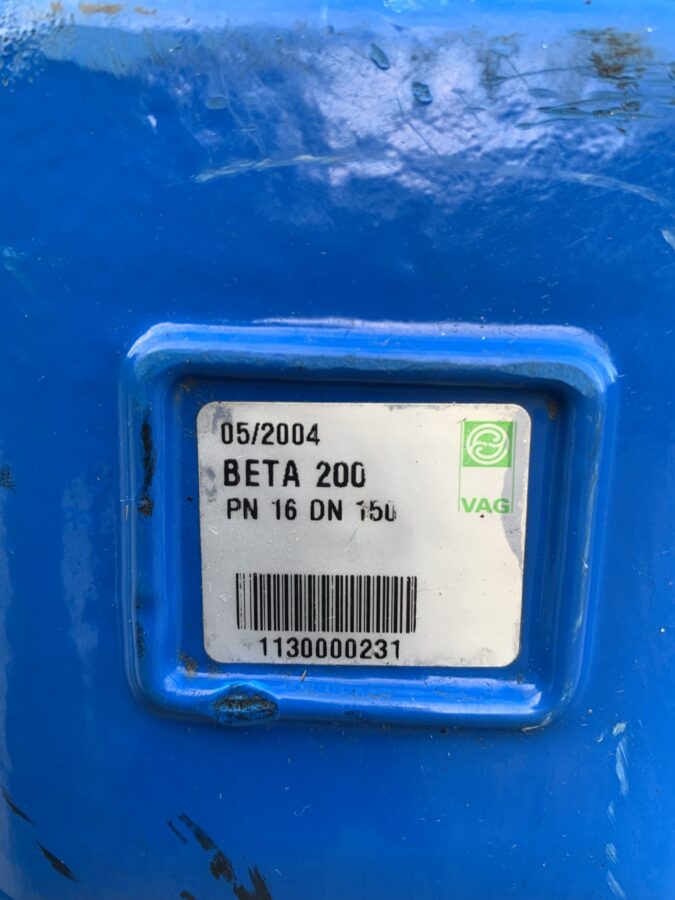 05/2004
BETA 200
PN 16 DN 150
VAG
1130000231